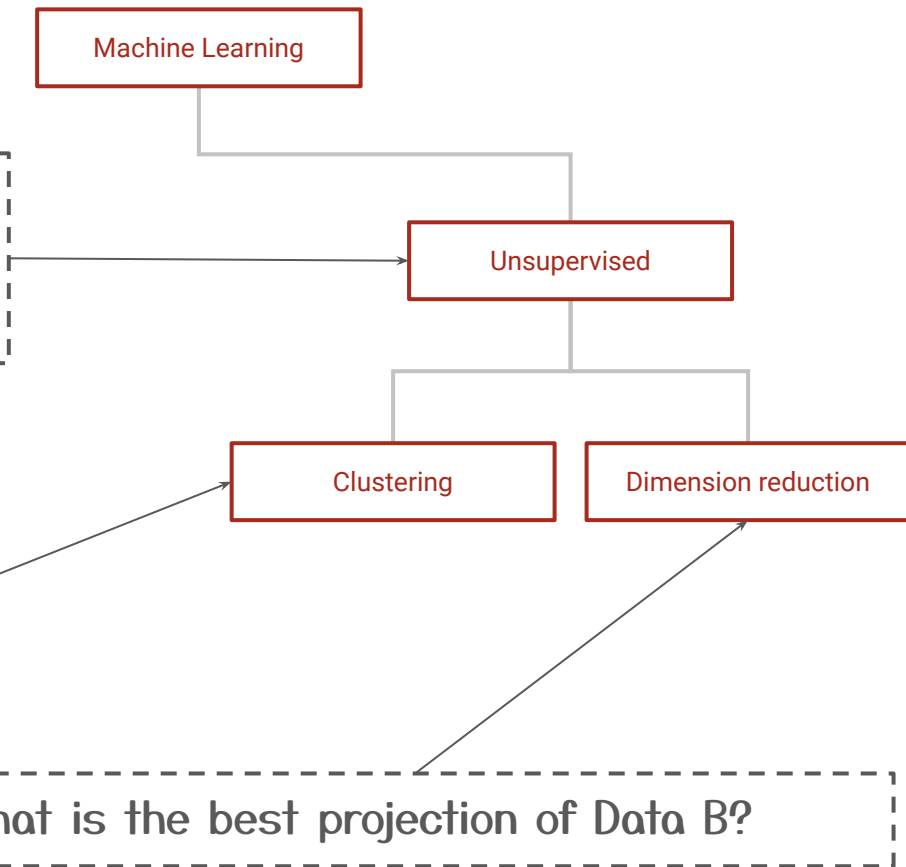 Machine Learning
Unsupervised
Clustering
Dimension reduction
is the best projection of Data B?